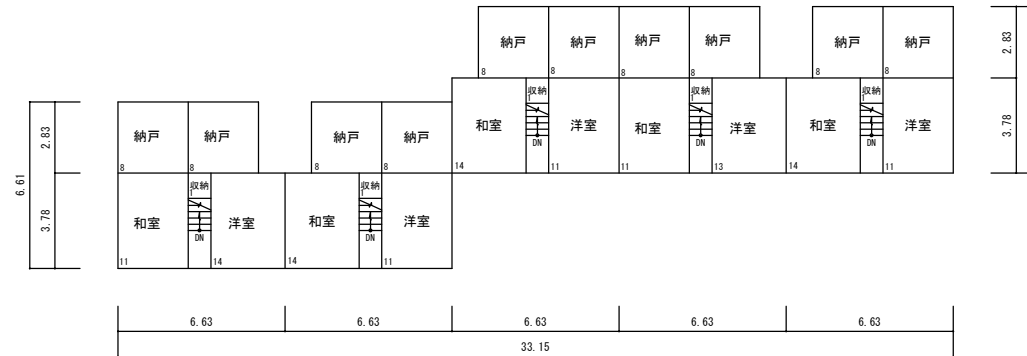 納戸 納戸 納戸 納戸 納戸 納戸
8 8 8 8 8 8
2.83
収納 収納 収納
1 1 1
和室 洋室 和室 洋室 和室 洋室
DN DN DN
14 11 11 13 14 11
3.78
納戸 納戸 納戸 納戸
8 8 8 8
2.83
6.61
収納 収納
1 1
和室 洋室 和室 洋室
DN DN
11 14 14 11
3.78
6.63 6.63 6.63 6.63 6.63
33.15